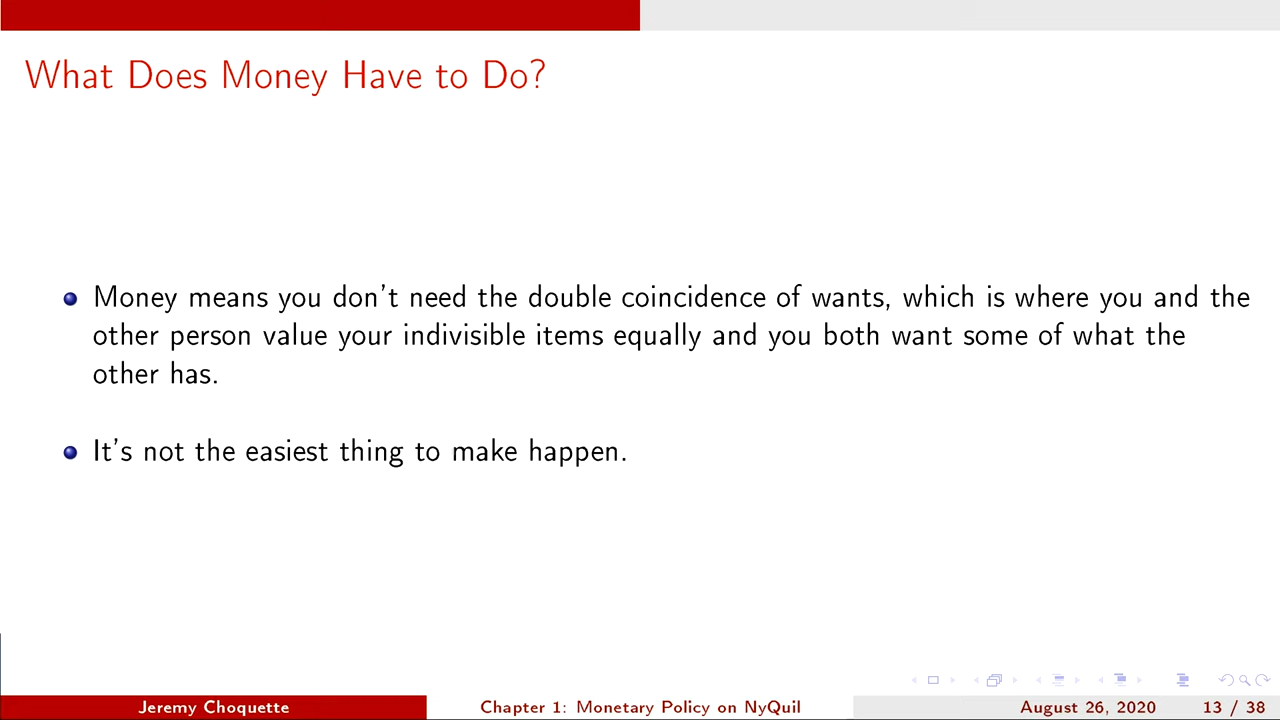 What Does Money Have to Do?
Money means you don't need the double coincidence of wants, which is where you and the
other person value your indivisible items equally and you both want some of what the
other has.
It's not the easiest thing to make happen.
Jeremy Choquette
Chapter 1: Monetary Policy on NyQuil
August 26, 2020
13 / 38